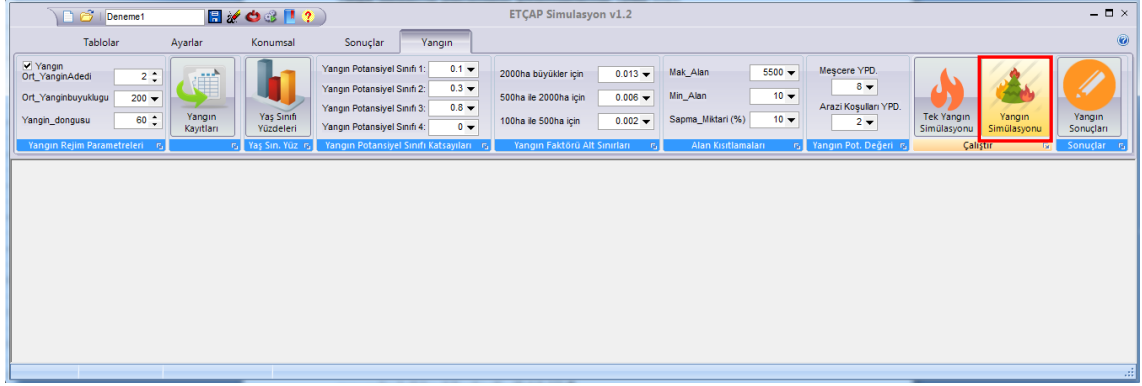 Deneme1
ETÇAP Simulasyon v1.2
Tablolar Ayarlar Konumsal Sonuçlar Yangın
Yangın
Ort_YanginAdedi 2
Ort_Yanginbuyuklugu 200
Yangin_dongusu 60
Yangın Rejim Parametreleri
Yangın
Kayıtları
Yaş Sınıfı
Yüzdeleri
Yaş Sın. Yüz
Yangın Potansiyel Sınıfı 1: 0.1
Yangın Potansiyel Sınıfı 2: 0.3
Yangın Potansiyel Sınıfı 3: 0.8
Yangın Potansiyel Sınıfı 4: 0
Yangın Potansiyel Sınıfı Katsayıları
2000ha büyükler için 0.013
500ha ile 2000ha için 0.006
100ha ile 500ha için 0.002
Yangın Faktörü Alt Sınırları
Mak_Alan 5500
Min_Alan 10
Sapma_Miktari (%) 10
Alan Kısıtlamaları
Meşcere YPD.
8
Arazi Koşulları YPD.
2
Yangın Pot. Değeri
Tek Yangın
Simülasyonu
Yangın
Simülasyonu
Çalıştır
Yangın
Sonuçları
Sonuçlar